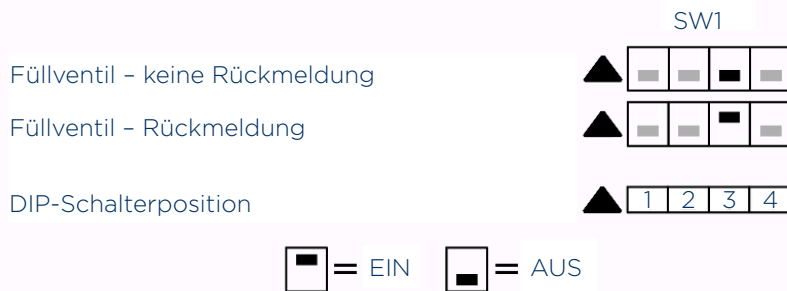 SW1
Füllventil – keine Rückmeldung
Füllventil – Rückmeldung
DIP-Schalterposition 1 2 3 4
= EIN = AUS